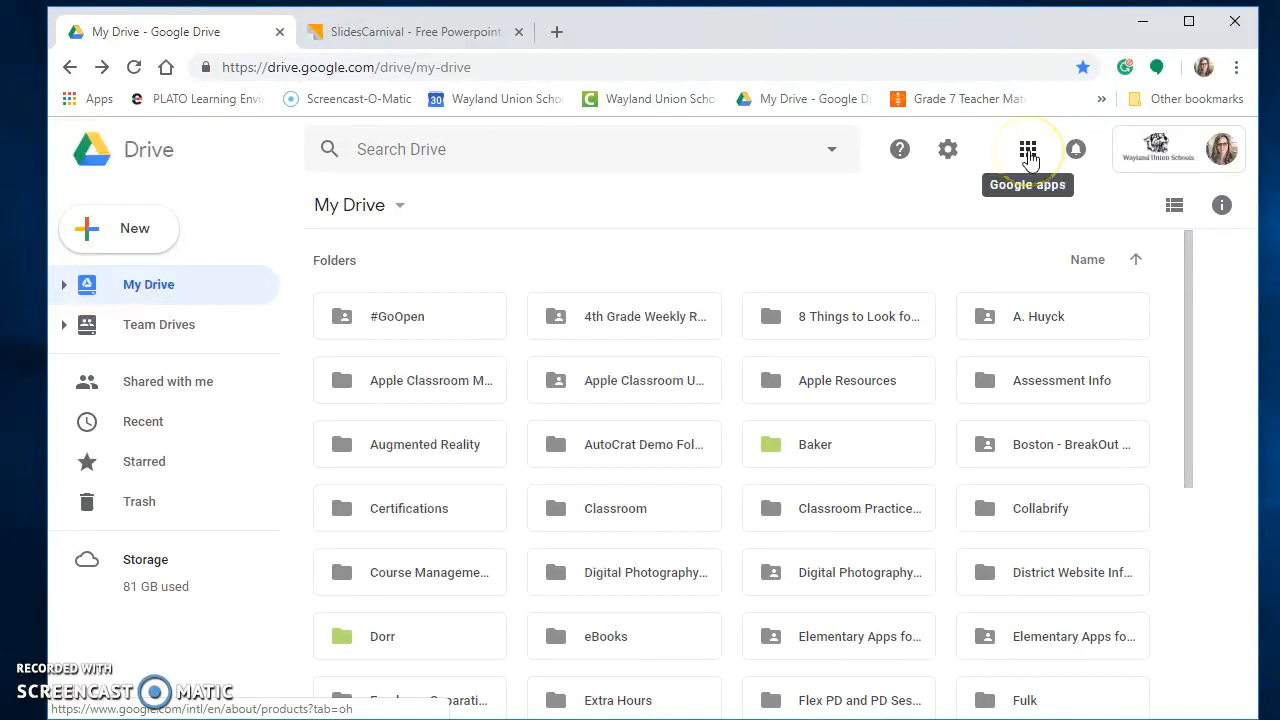 My Drive - Google Drive
SlidesCarnival - Free Powerpoint
https://drive.google.com/drive/my-drive
Apps
PLATO Learning Envi
Screencast-O-Matic
30
Wayland Union Scho
Wayland Union Scho
My Drive - Google D
Grade 7 Teacher Mat
»
Other bookmarks
Drive
Search Drive
Wayland Union Schools
Google apps
My Drive
New
Folders
Name
My Drive
Team Drives
Shared with me
Recent
Starred
Trash
Storage
81 GB used
#GoOpen
4th Grade Weekly R...
8 Things to Look fo...
A. Huyck
Apple Classroom M...
Apple Classroom U...
Apple Resources
Assessment Info
Augmented Reality
AutoCrat Demo Fol...
Baker
Boston - BreakOut ...
Certifications
Classroom
Classroom Practice...
Collabrify
Course Manageme...
Digital Photography...
Digital Photography...
District Website Inf...
Dorr
eBooks
Elementary Apps fo...
Elementary Apps fo...
Extra Hours
Flex PD and PD Ses...
Fulk
RECORDED WITH
SCREENCAST MATIC
https://www.google.com/intl/en/about/products?tab=oh